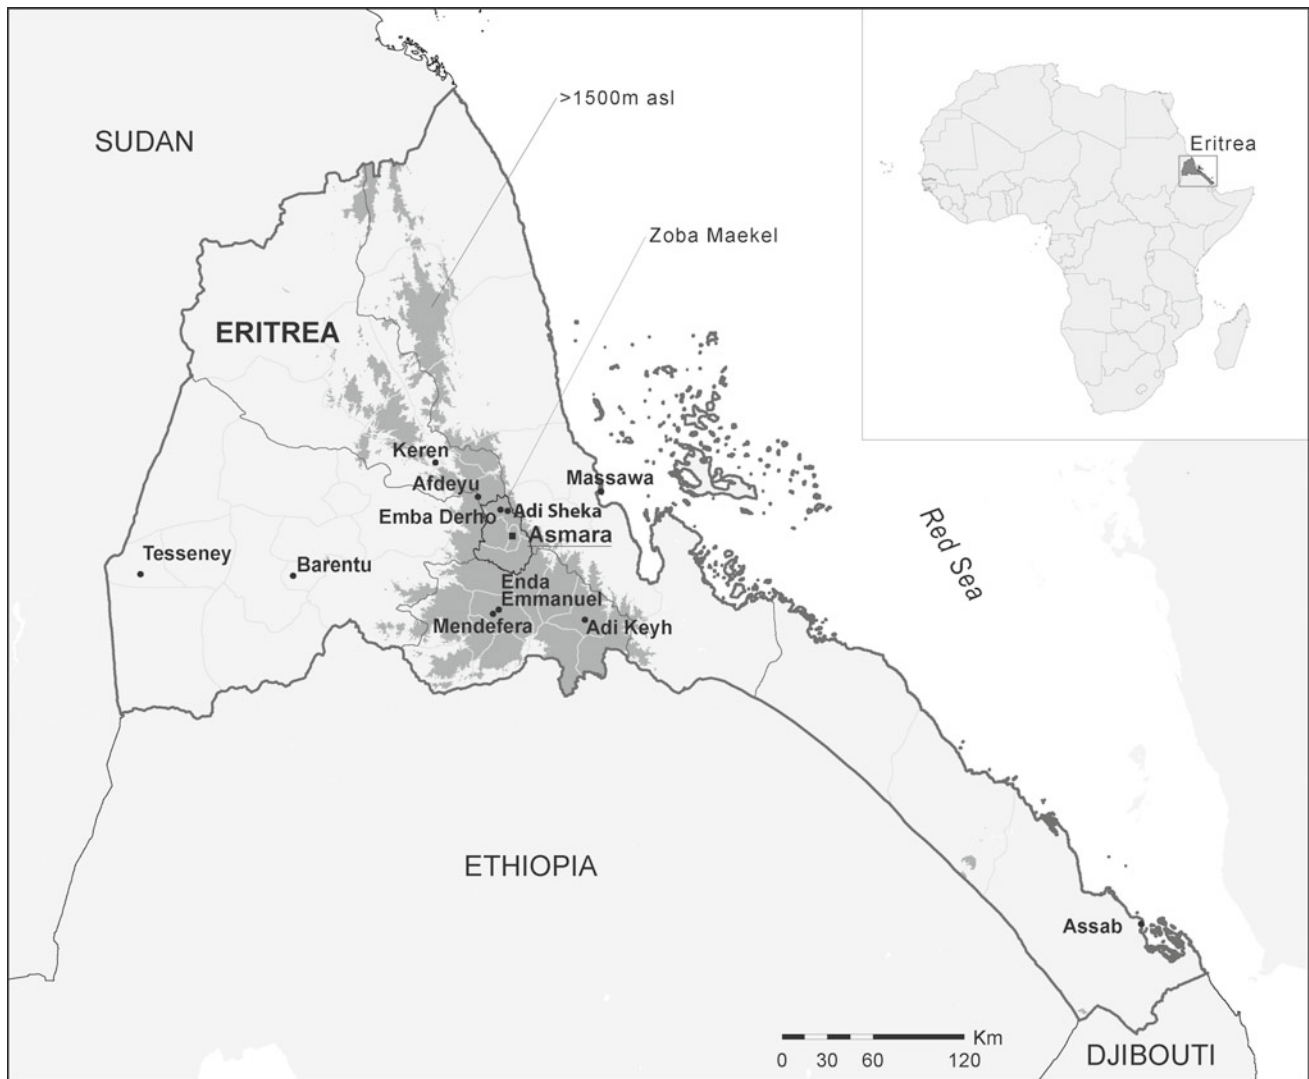 >1500m asl
SUDAN
Eritrea
Zoba Maekel
ERITREA
Keren
Massawa
Afdeyu
Emba Derho
Adi Sheka
Red Sea
Asmara
Tesseney
Barentu
Enda
Emmanuel
Mendefera
Adi Keyh
ETHIOPIA
Assab
Km
0 30 60 120
DJIBOUTI